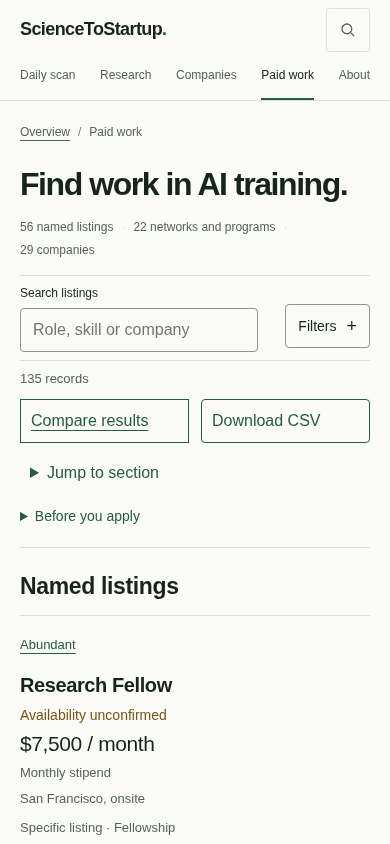 ScienceToStartup.
Daily scan Research Companies Paid work About
Overview / Paid work
Find work in AI training.
56 named listings · 22 networks and programs ·
29 companies
Search listings
Role, skill or company
Filters +
135 records
Compare results Download CSV
Jump to section
Before you apply
Named listings
Abundant
Research Fellow
Availability unconfirmed
$7,500 / month
Monthly stipend
San Francisco, onsite
Specific listing · Fellowship